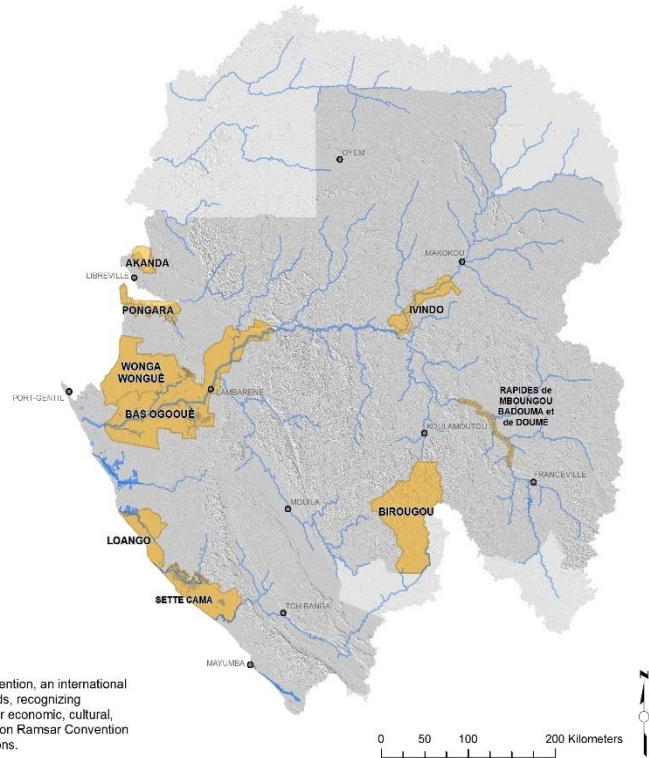 OYEM
MAKOKOU
AKANDA
LIBREVILLE
PONGARA
IVINDO
WONGA
WONGUÉ
LAMBARENE
PORT-GENTIL
BAS OGOOUÉ
RAPIDES de
MBOUNGOU
BADOUMA et
de DOUMÉ
KOULAMOUTOU
FRANCEVILLE
MOUILA
BIROUGOU
LOANGO
SETTE CAMA
TCHIBANGA
MAYUMBA
ention, an international
ds, recognizing
r economic, cultural,
on Ramsar Convention
ons.
N
0 50 100 200 Kilometers